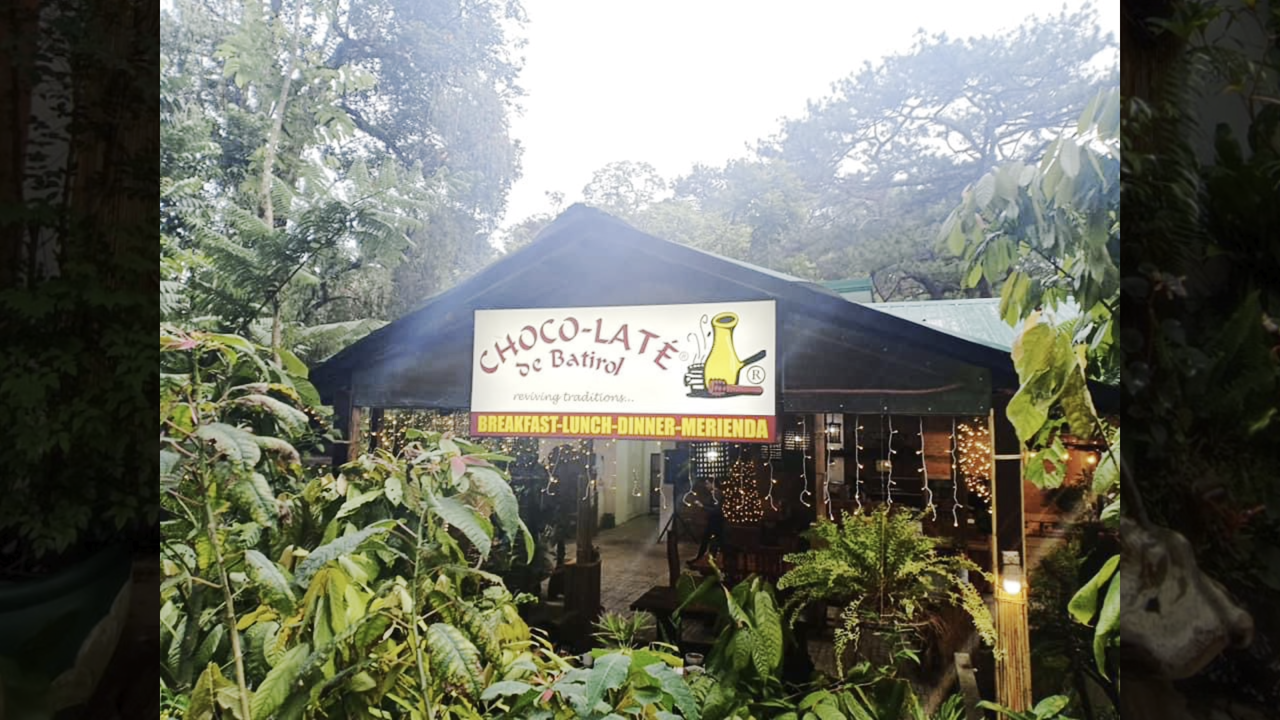 CHOCO-LATÉ ®
de Batirol
®
reviving traditions...
BREAKFAST-LUNCH-DINNER-MERIENDA